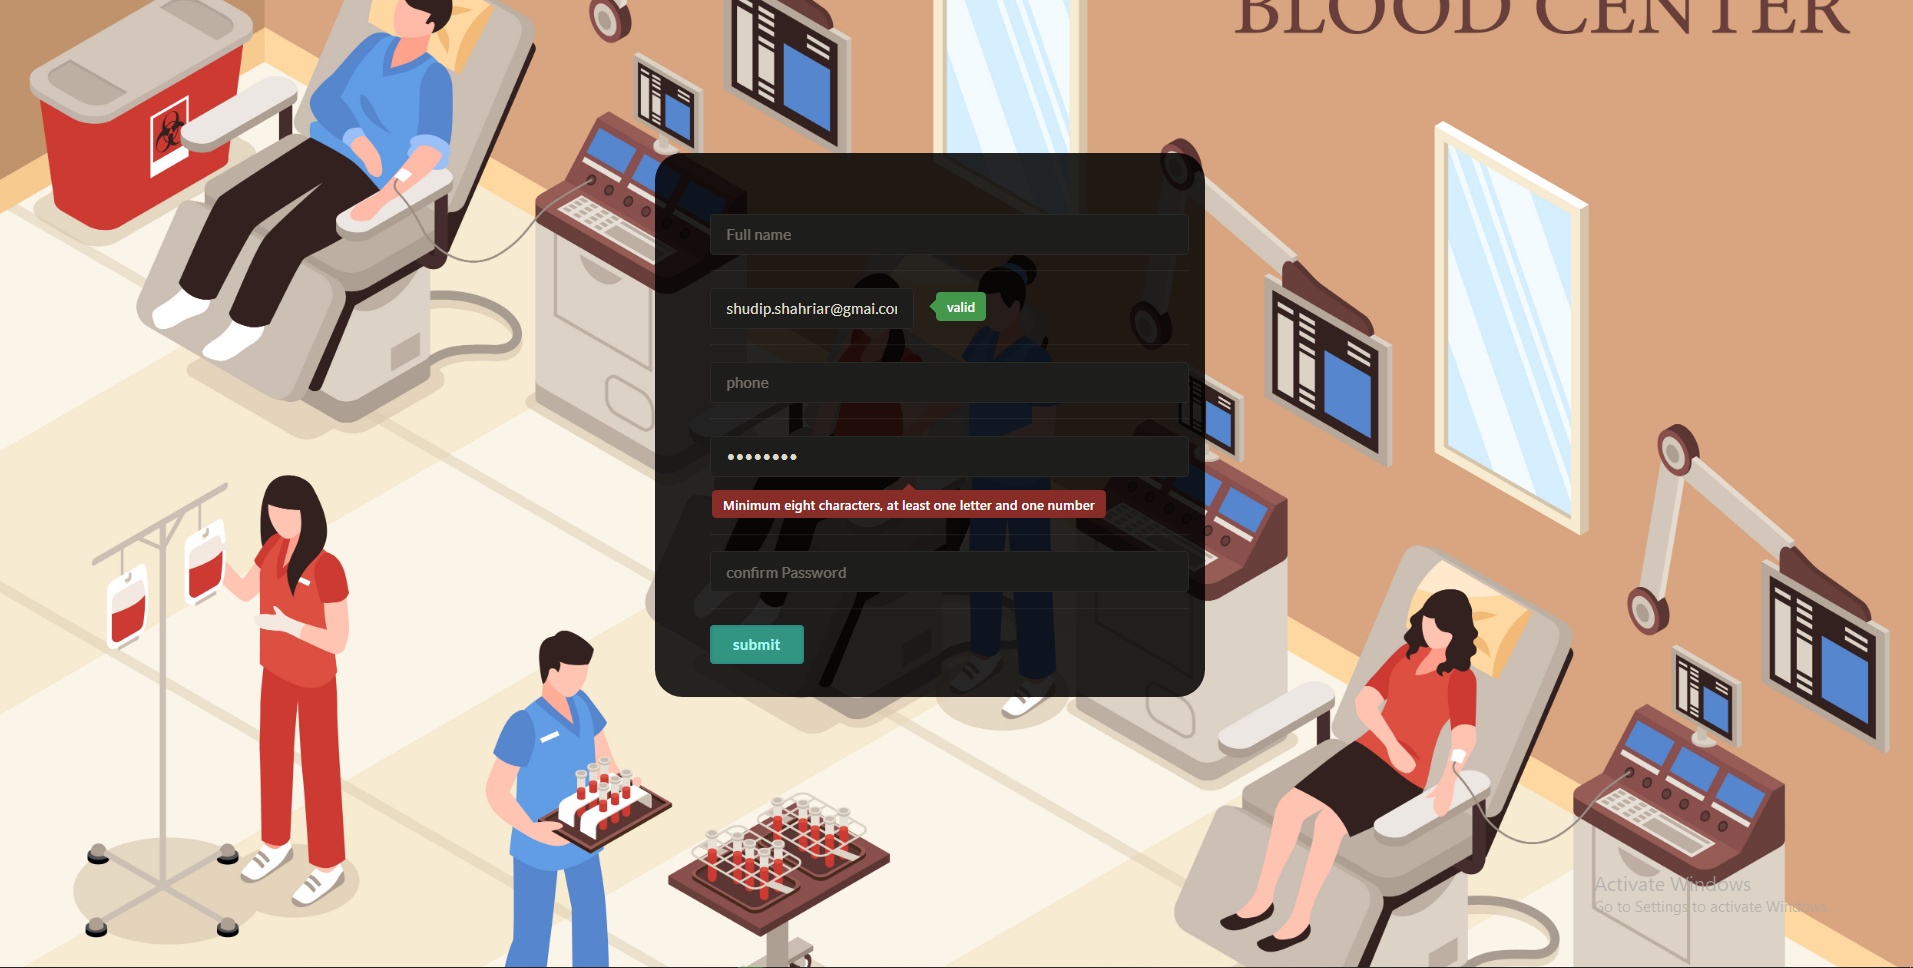 BLOOD CENTER
Full name
shudip.shahriar@gmai.co
valid
phone
••••••••
Minimum eight characters, at least one letter and one number
confirm Password
submit
Activate Windows
Go to Settings to activate Windows.